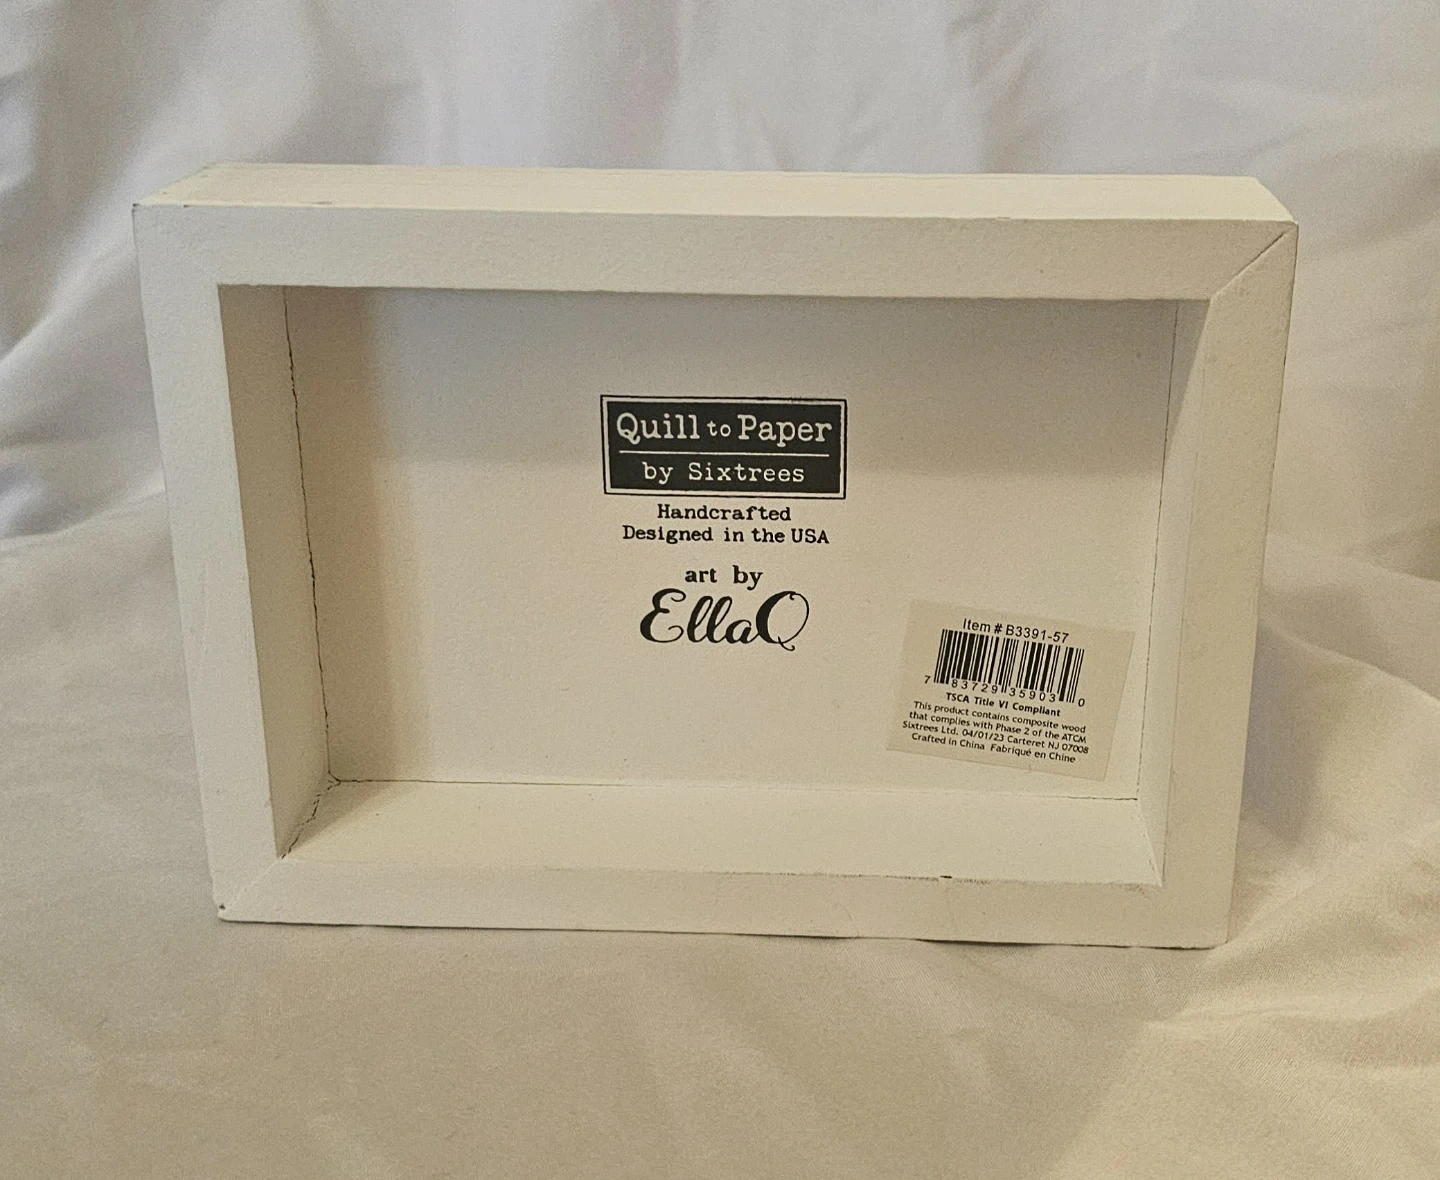 Quill to Paper
by Sixtrees
Handcrafted
Designed in the USA
art by
EllaQ
Item # B3391-57
7 83729 35903 0
TSCA Title VI Compliant
This product contains composite wood
that complies with Phase 2 of the ATCM
Sixtrees Ltd. 04/01/23 Carteret NJ 07008
Crafted in China Fabriqué en Chine